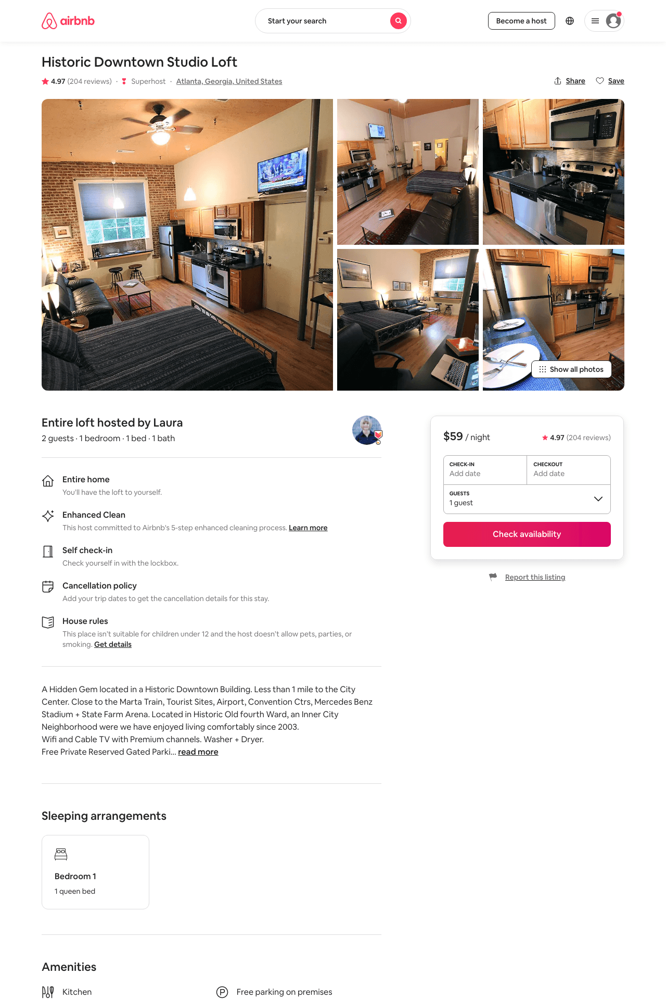 airbnb
Start your search
Become a host
Historic Downtown Studio Loft
4.97 (204 reviews) · Superhost · Atlanta, Georgia, United States
Share
Save
Show all photos
Entire loft hosted by Laura
2 guests · 1 bedroom · 1 bed · 1 bath
Entire home
You’ll have the loft to yourself.
Enhanced Clean
This host committed to Airbnb's 5-step enhanced cleaning process. Learn more
Self check-in
Check yourself in with the lockbox.
Cancellation policy
Add your trip dates to get the cancellation details for this stay.
House rules
This place isn’t suitable for children under 12 and the host doesn’t allow pets, parties, or
smoking. Get details
$59 / night
4.97 (204 reviews)
CHECK-IN
Add date
CHECKOUT
Add date
GUESTS
1 guest
Check availability
Report this listing
A Hidden Gem located in a Historic Downtown Building. Less than 1 mile to the City
Center. Close to the Marta Train, Tourist Sites, Airport, Convention Ctrs, Mercedes Benz
Stadium + State Farm Arena. Located in Historic Old fourth Ward, an Inner City
Neighborhood were we have enjoyed living comfortably since 2003.
Wifi and Cable TV with Premium channels. Washer + Dryer.
Free Private Reserved Gated Parki... read more
Sleeping arrangements
Bedroom 1
1 queen bed
Amenities
Kitchen
Free parking on premises